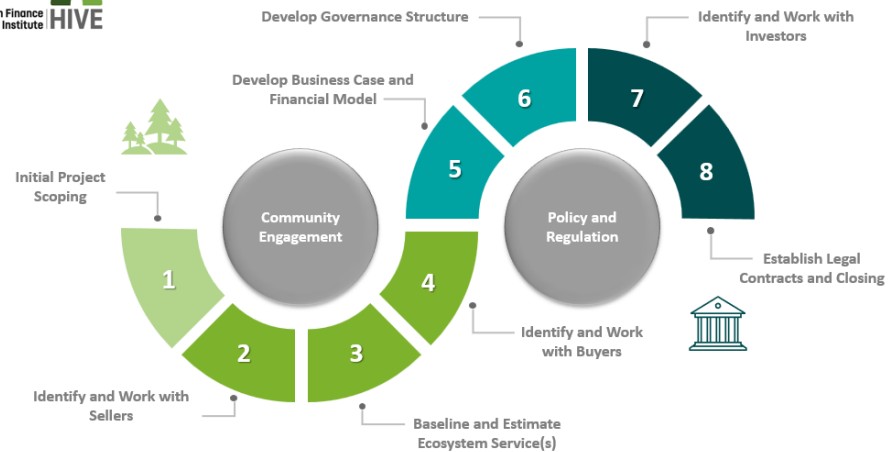 Finance
Institute
HIVE
Develop Governance Structure
Identify and Work with
Investors
Develop Business Case and
Financial Model
6
7
5
8
Initial Project
Scoping
Community
Engagement
Policy and
Regulation
1
4
Establish Legal
Contracts and Closing
2
3
Identify and Work
with Buyers
Identify and Work with
Sellers
Baseline and Estimate
Ecosystem Service(s)